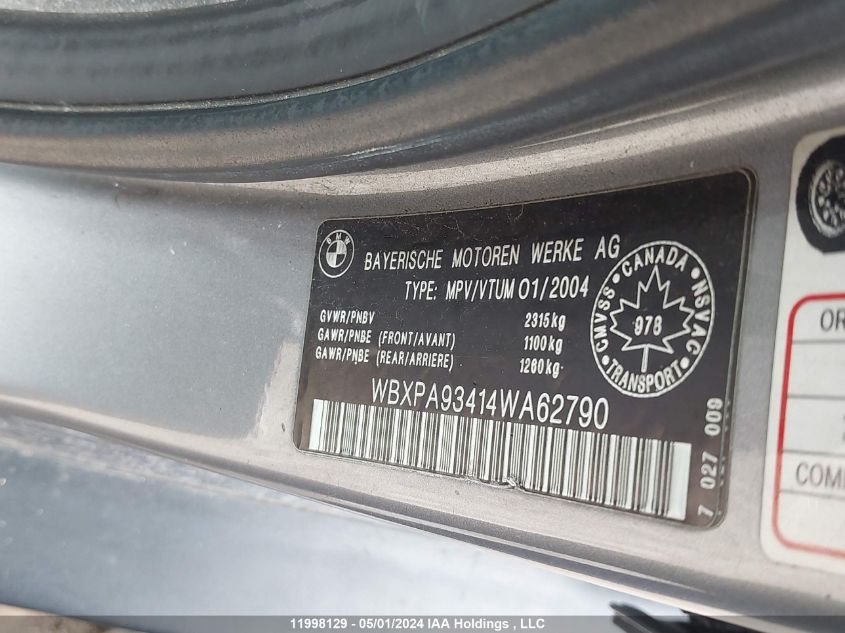 BMW
BAYERISCHE MOTOREN WERKE AG
TYPE: MPV/VTUM 01/2004
GVWR/PNBV 2315kg
GAWR/PNBE (FRONT/AVANT) 1100kg
GAWR/PNBE (REAR/ARRIERE) 1260kg
WBXPA93414WA62790
CMVSS • CANADA • NSVAC
978
• TRANSPORT •
7 027 009
OR
COM
11998129 - 05/01/2024 IAA Holdings , LLC